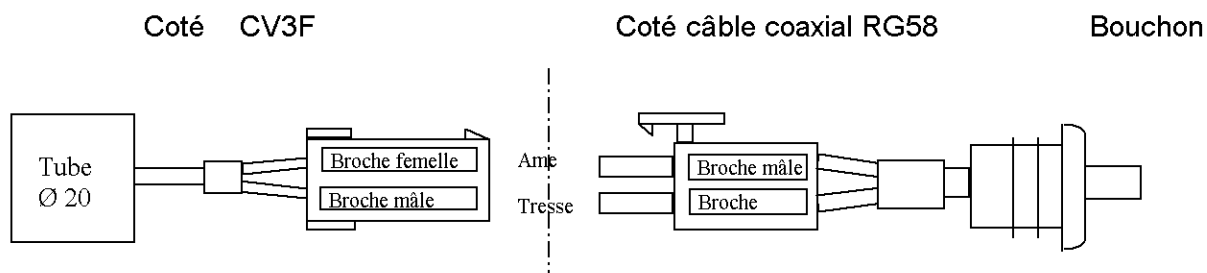 Coté CV3F
Coté câble coaxial RG58
Bouchon
Tube
Ø 20
Broche femelle
Broche mâle
Ame
Tresse
Broche mâle
Broche